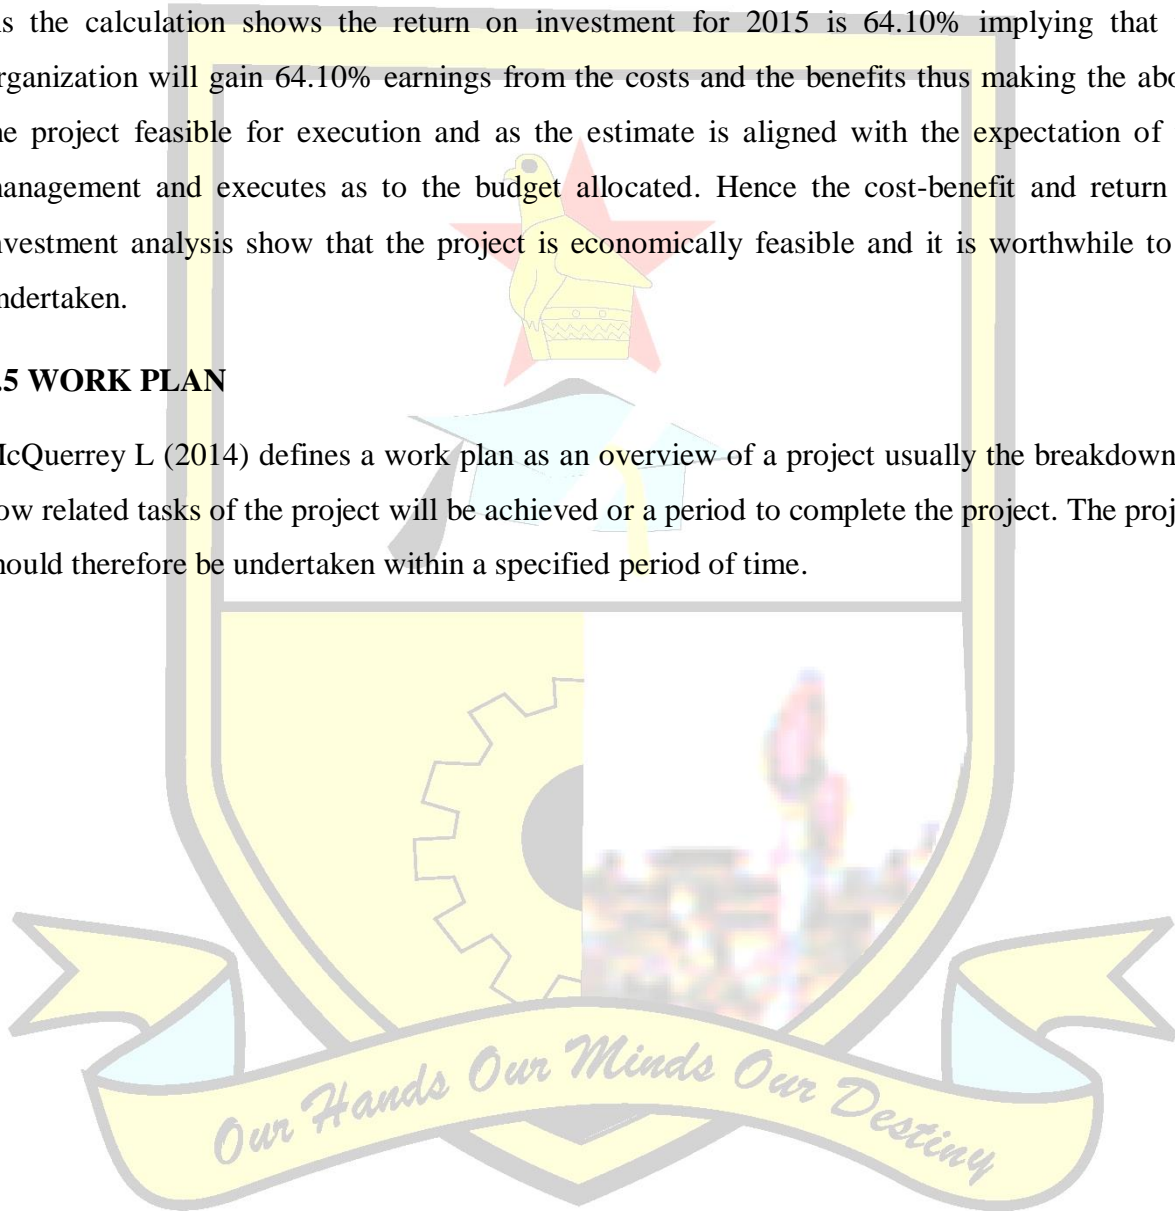 s the calculation shows the return on investment for 2015 is 64.10% implying that
rganization will gain 64.10% earnings from the costs and the benefits thus making the abo
e project feasible for execution and as the estimate is aligned with the expectation of
anagement and executes as to the budget allocated. Hence the cost-benefit and return
nvestment analysis show that the project is economically feasible and it is worthwhile to
ndertaken.
.5 WORK PLAN
cQuerrey L (2014) defines a work plan as an overview of a project usually the breakdown
ow related tasks of the project will be achieved or a period to complete the project. The proj
hould therefore be undertaken within a specified period of time.
Our Hands Our Minds Our Destiny